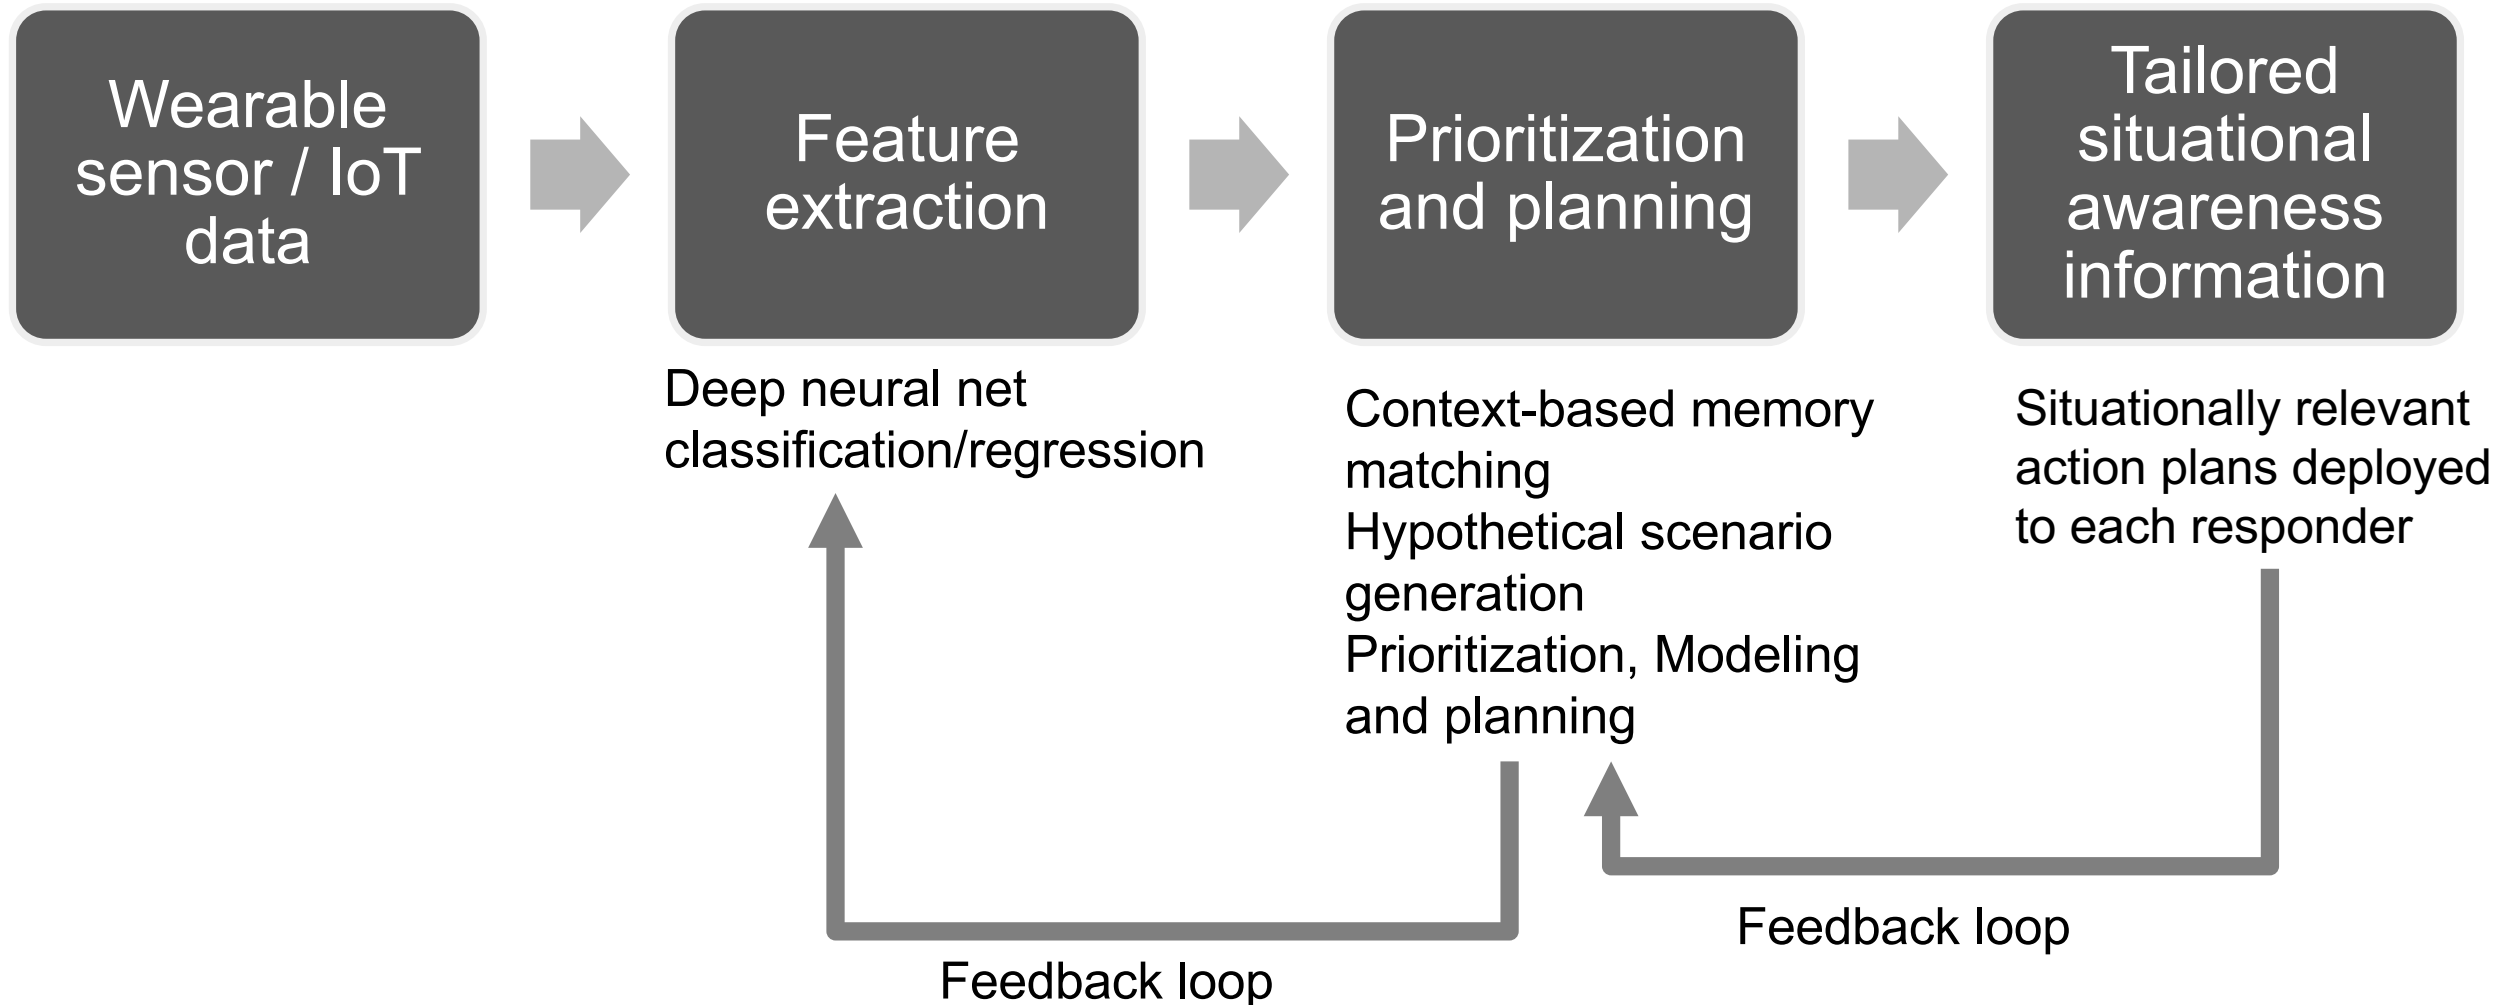 Wearable
sensor / IoT
data
Feature
extraction
Prioritization
and planning
Tailored
situational
awareness
information
Deep neural net
classification/regression
Context-based memory
matching
Hypothetical scenario
generation
Prioritization, Modeling
and planning
Situationally relevant
action plans deployed
to each responder
Feedback loop
Feedback loop